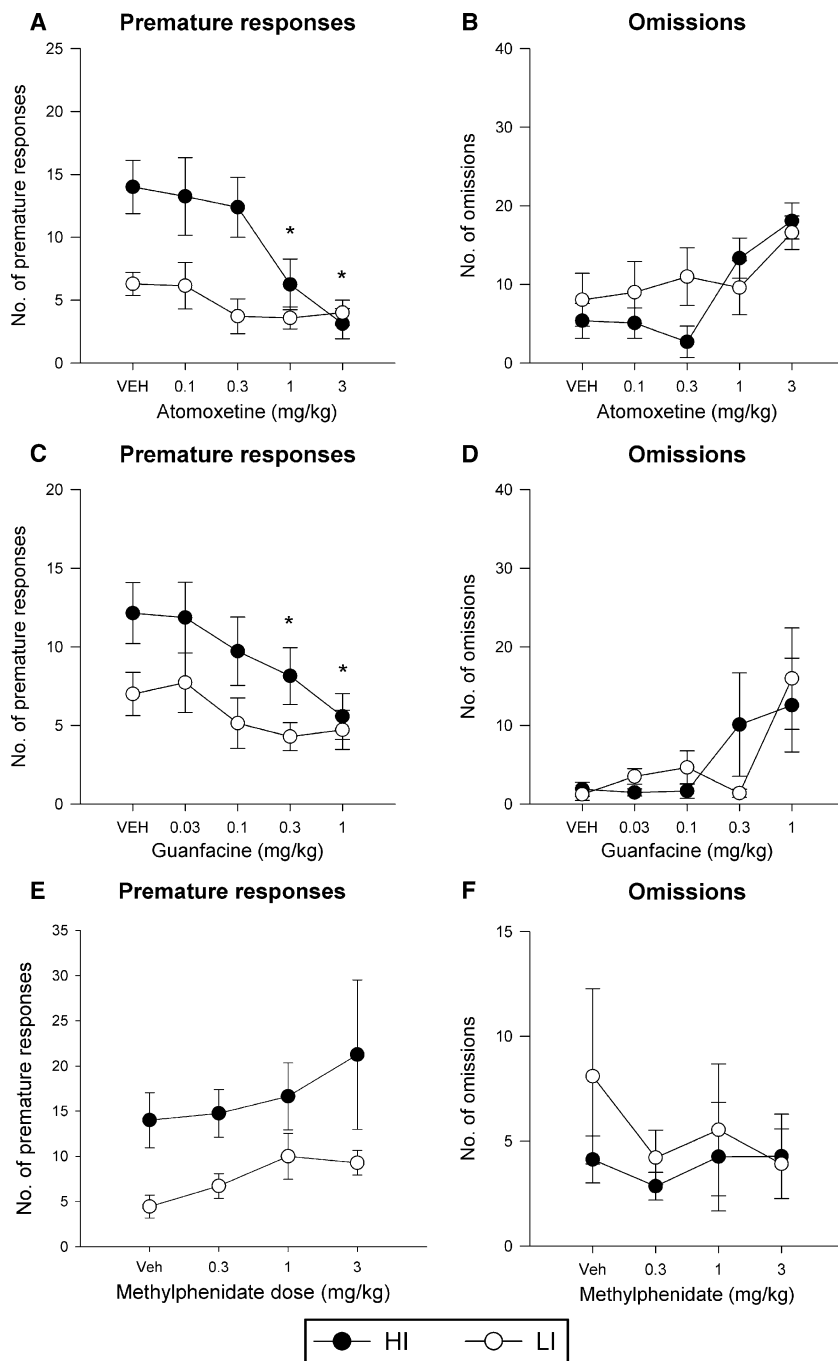 A Premature responses
25
20
15
10
5
0
No. of premature responses
* *
VEH 0.1 0.3 1 3
Atomoxetine (mg/kg)
B Omissions
40
30
20
10
0
No. of omissions
VEH 0.1 0.3 1 3
Atomoxetine (mg/kg)
C Premature responses
20
15
10
5
0
No. of premature responses
* *
VEH 0.03 0.1 0.3 1
Guanfacine (mg/kg)
D Omissions
40
30
20
10
0
No. of omissions
VEH 0.03 0.1 0.3 1
Guanfacine (mg/kg)
E Premature responses
35
30
25
20
15
10
5
0
No. of premature responses
Veh 0.3 1 3
Methylphenidate dose (mg/kg)
F Omissions
15
10
5
0
No. of omissions
Veh 0.3 1 3
Methylphenidate (mg/kg)
HI LI